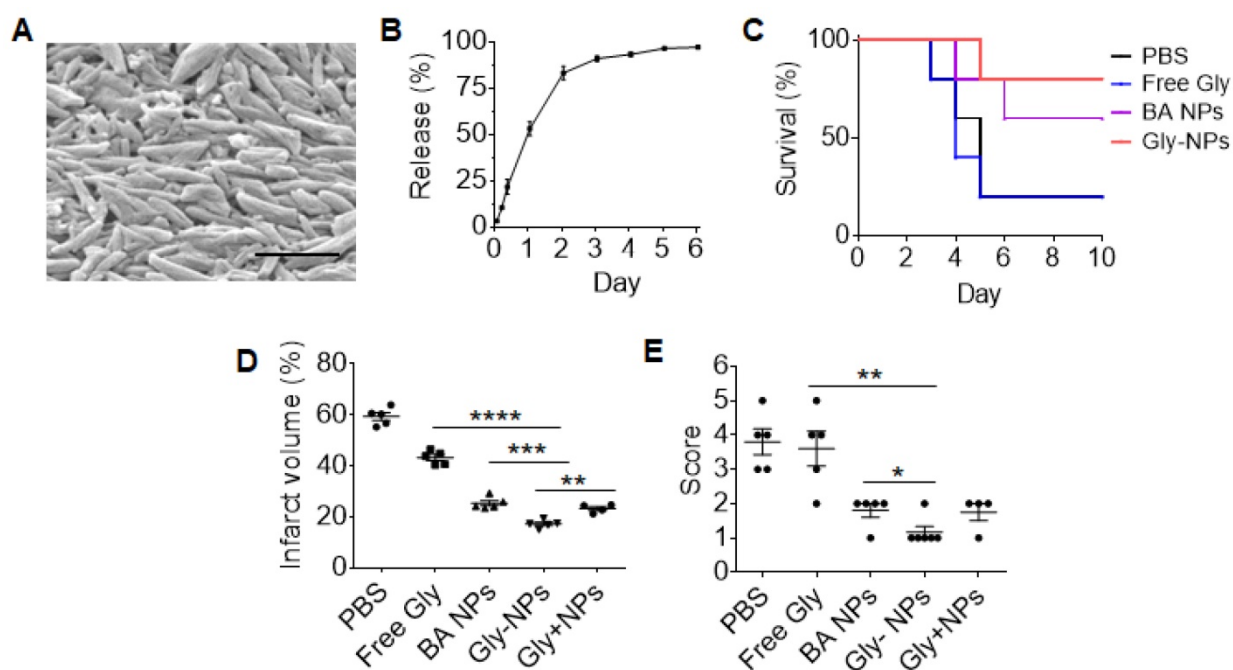 A
B
C
Release (%)
100
75
50
25
0
0 1 2 3 4 5 6
Day
Survival (%)
100
50
0
0 2 4 6 8 10
Day
PBS
Free Gly
BA NPs
Gly-NPs
D
E
Infarct volume (%)
80
60
40
20
0
****
***
**
PBS
Free Gly
BA NPs
Gly-NPs
Gly+NPs
Score
6
5
4
3
2
1
0
**
*
PBS
Free Gly
BA NPs
Gly- NPs
Gly+NPs